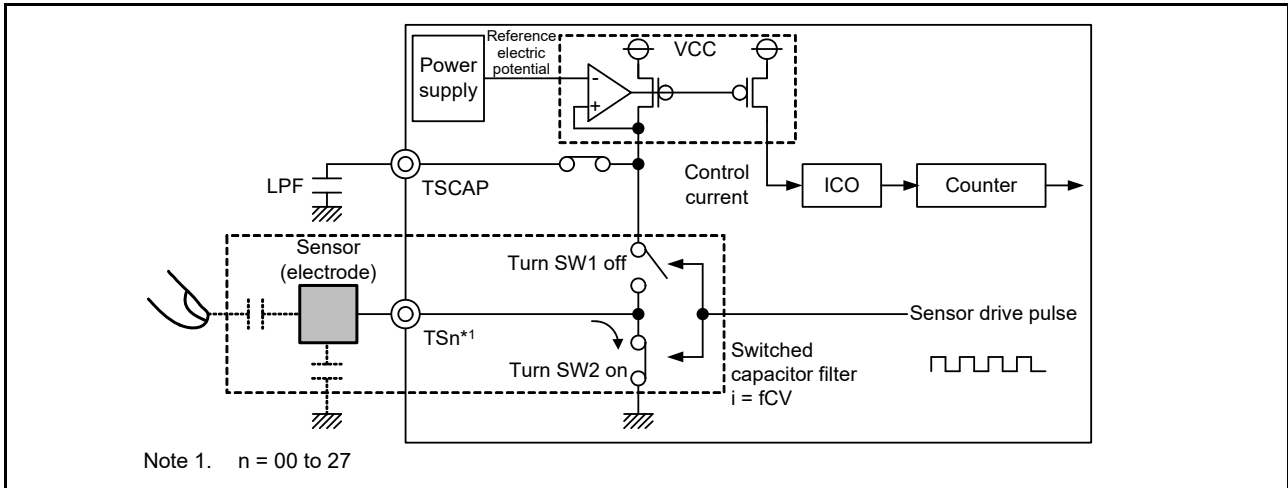 Power
supply
Reference
electric
potential
VCC
-
+
LPF
TSCAP
Control
current
ICO
Counter
Sensor
(electrode)
Turn SW1 off
TSn*1
Turn SW2 on
Sensor drive pulse
Switched
capacitor filter
i = fCV
Note 1. n = 00 to 27